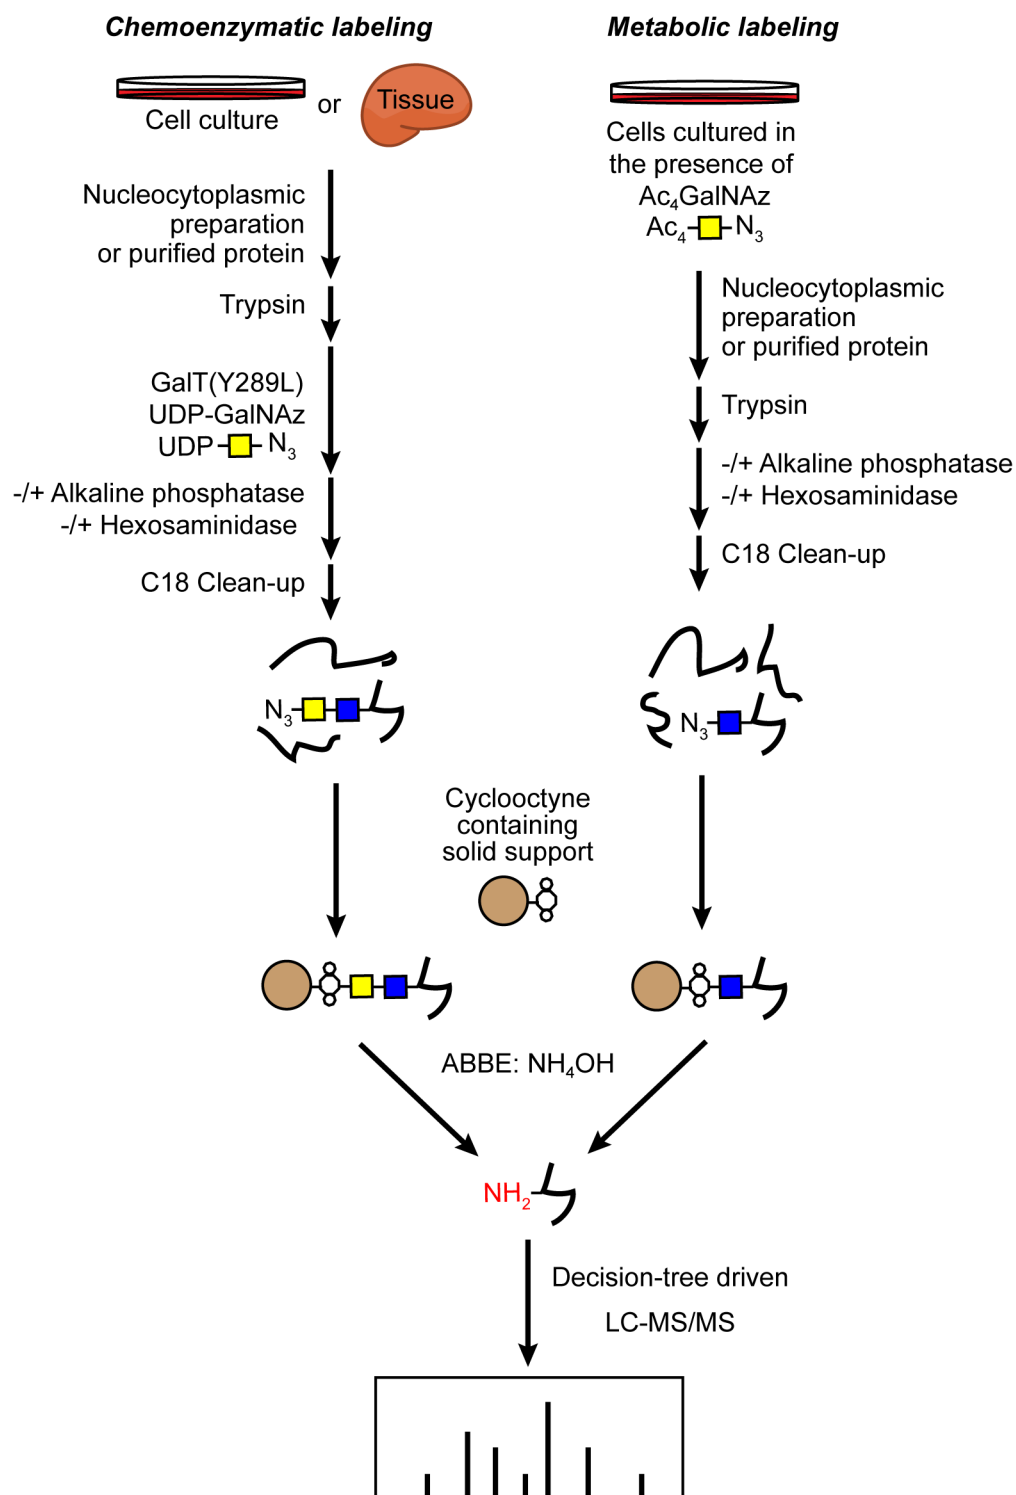 Chemoenzymatic labeling
Cell culture
or
Tissue
Nucleocytoplasmic
preparation
or purified protein
Trypsin
GalT(Y289L)
UDP-GalNAz
UDP N₃
-/+ Alkaline phosphatase
-/+ Hexosaminidase
C18 Clean-up
N₃
Metabolic labeling
Cells cultured in
the presence of
Ac₄GalNAz
Ac₄ N₃
Nucleocytoplasmic
preparation
or purified protein
Trypsin
-/+ Alkaline phosphatase
-/+ Hexosaminidase
C18 Clean-up
N₃
Cyclooctyne
containing
solid support
ABBE: NH₄OH
NH₂
Decision-tree driven
LC-MS/MS